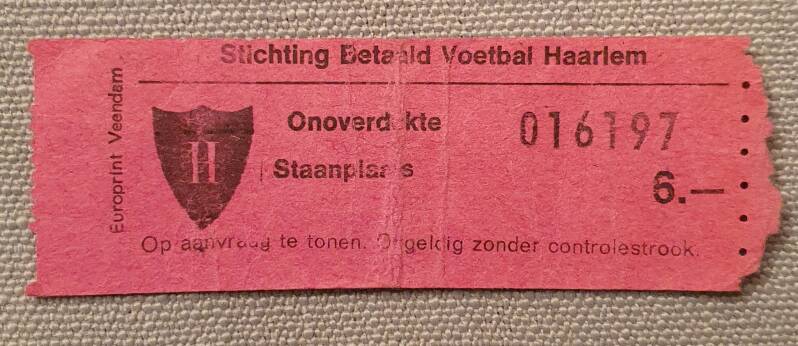 Stichting Betaald Voetbal Haarlem
Onoverdekte
016197
Staanplaats
6.—
H
Op aanvraag te tonen. Ongeldig zonder controlestrook.
Europrint Veendam